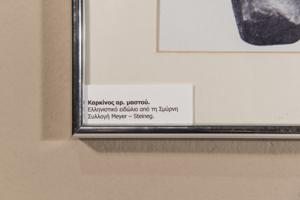 Καρκίνος αρ. μαστού.
Ελληνιστικό ειδώλιο από τη Σμύρνη
Συλλογή Meyer – Steineg.